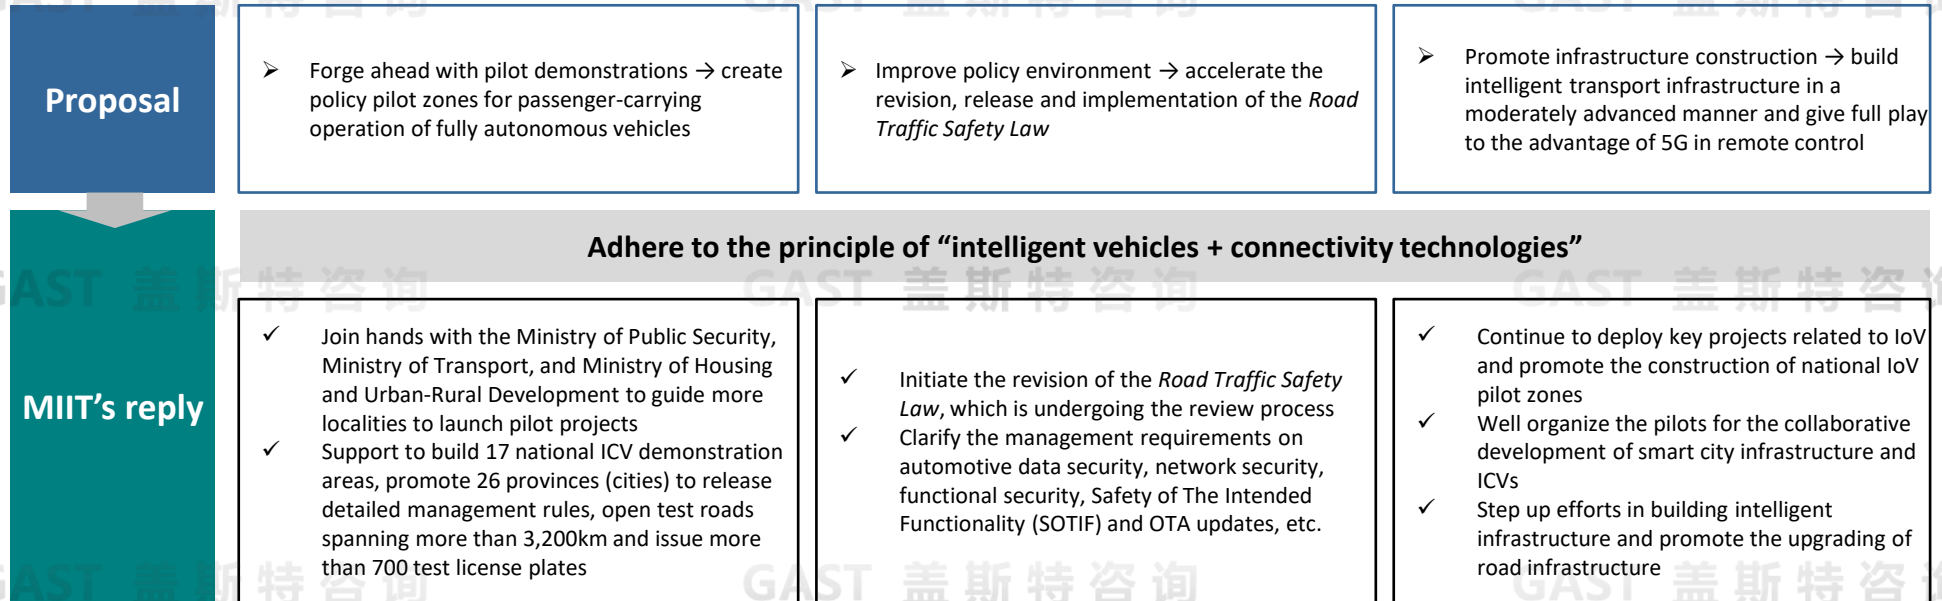 Proposal
➢ Forge ahead with pilot demonstrations → create
policy pilot zones for passenger-carrying
operation of fully autonomous vehicles
➢ Improve policy environment → accelerate the
revision, release and implementation of the Road
Traffic Safety Law
➢ Promote infrastructure construction → build
intelligent transport infrastructure in a
moderately advanced manner and give full play
to the advantage of 5G in remote control
Adhere to the principle of “intelligent vehicles + connectivity technologies”
MIIT’s reply
✓ Join hands with the Ministry of Public Security,
Ministry of Transport, and Ministry of Housing
and Urban-Rural Development to guide more
localities to launch pilot projects
✓ Support to build 17 national ICV demonstration
areas, promote 26 provinces (cities) to release
detailed management rules, open test roads
spanning more than 3,200km and issue more
than 700 test license plates
✓ Initiate the revision of the Road Traffic Safety
Law, which is undergoing the review process
✓ Clarify the management requirements on
automotive data security, network security,
functional security, Safety of The Intended
Functionality (SOTIF) and OTA updates, etc.
✓ Continue to deploy key projects related to IoV
and promote the construction of national IoV
pilot zones
✓ Well organize the pilots for the collaborative
development of smart city infrastructure and
ICVs
✓ Step up efforts in building intelligent
infrastructure and promote the upgrading of
road infrastructure
GAST 盖斯特咨询